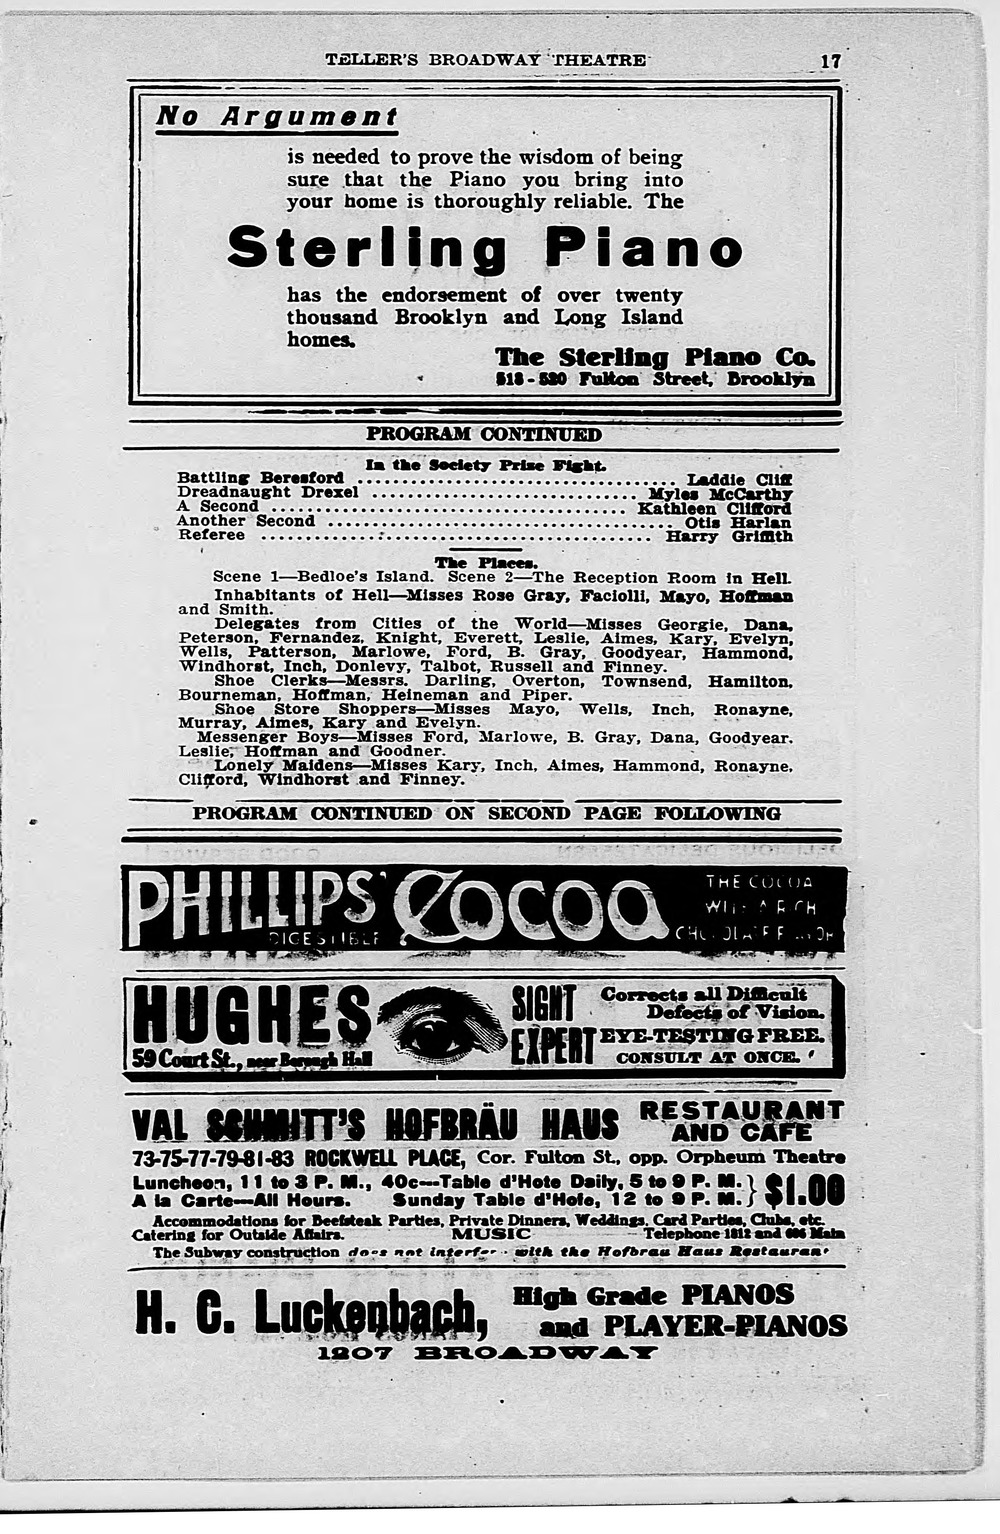 TELLER'S BROADWAY THEATRE 17
No Argument
is needed to prove the wisdom of being
sure that the Piano you bring into
your home is thoroughly reliable. The
Sterling Piano
has the endorsement of over twenty
thousand Brooklyn and Long Island
homes.
The Sterling Piano Co.
518-520 Fulton Street, Brooklyn
PROGRAM CONTINUED
In the Society Prize Fight.
Battling Beresford ........................................ Laddie Cliff
Dreadnaught Drexel ................................. Myles McCarthy
A Second ............................................. Kathleen Clifford
Another Second ........................................... Otis Harlan
Referee ................................................. Harry Griffith
The Places.
Scene 1—Bedloe's Island. Scene 2—The Reception Room in Hell.
Inhabitants of Hell—Misses Rose Gray, Faciolli, Mayo, Hoffman
and Smith.
Delegates from Cities of the World—Misses Georgie, Dana,
Peterson, Fernandez, Knight, Everett, Leslie, Aimes, Kary, Evelyn,
Wells, Patterson, Marlowe, Ford, B. Gray, Goodyear, Hammond,
Windhorst, Inch, Donlevy, Talbot, Russell and Finney.
Shoe Clerks—Messrs. Darling, Overton, Townsend, Hamilton,
Bourneman, Hoffman, Heineman and Piper.
Shoe Store Shoppers—Misses Mayo, Wells, Inch, Ronayne,
Murray, Aimes, Kary and Evelyn.
Messenger Boys—Misses Ford, Marlowe, B. Gray, Dana, Goodyear,
Leslie, Hoffman and Goodner.
Lonely Maidens—Misses Kary, Inch, Aimes, Hammond, Ronayne,
Clifford, Windhorst and Finney.
PROGRAM CONTINUED ON SECOND PAGE FOLLOWING
PHILLIPS' COCOA
DIGESTIBLE
THE COCOA
WITH A RICH
CHOCOLATE FLAVOR
HUGHES
59 Court St., near Borough Hall
SIGHT
EXPERT
Corrects all Difficult
Defects of Vision.
EYE-TESTING FREE.
CONSULT AT ONCE.
VAL SCHMITT'S HOFBRÄU HAUS RESTAURANT
AND CAFE
73-75-77-79-81-83 ROCKWELL PLACE, Cor. Fulton St., opp. Orpheum Theatre
Luncheon, 11 to 3 P. M., 40c—Table d'Hote Daily, 5 to 9 P. M.
A la Carte—All Hours. Sunday Table d'Hote, 12 to 9 P. M. } $1.00
Accommodations for Beefsteak Parties, Private Dinners, Weddings, Card Parties, Clubs, etc.
Catering for Outside Affairs. MUSIC Telephone 1812 and 606 Main
The Subway construction does not interfere with the Hofbrau Haus Restaurant
H. C. Luckenbach,
High Grade PIANOS
and PLAYER-PIANOS
1207 BROADWAY